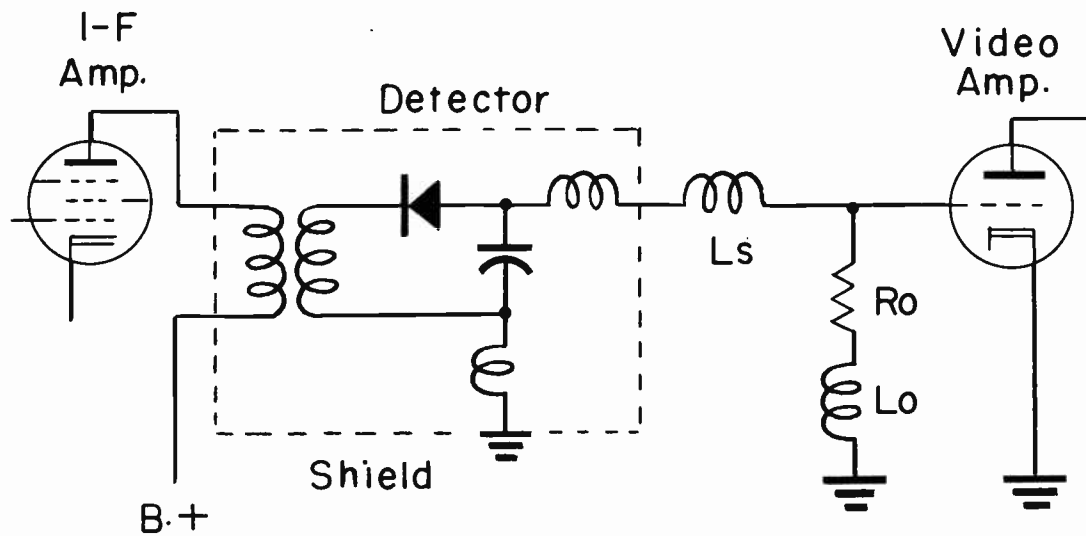 I-F
Amp.
Video
Amp.
Detector
Ls
Ro
Lo
Shield
B.+